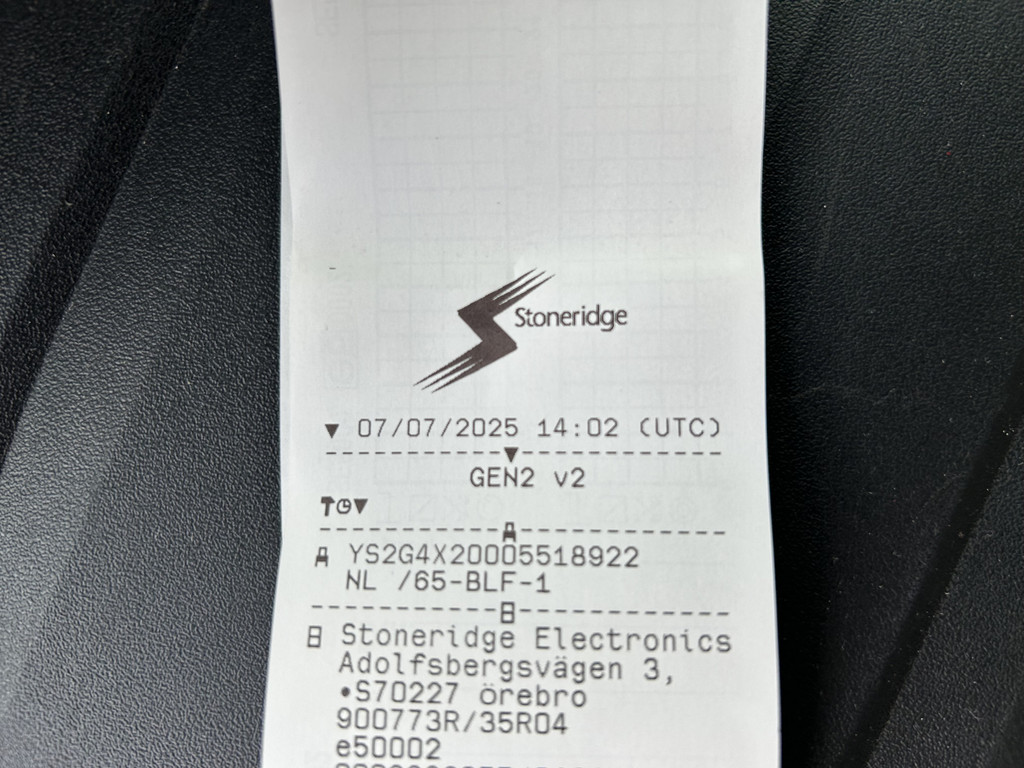 Stoneridge
▼ 07/07/2025 14:02 (UTC)
GEN2 v2
YS2G4X20005518922
NL /65-BLF-1
Stoneridge Electronics
Adolfsbergsvägen 3,
•S70227 örebro
900773R/35R04
e50002